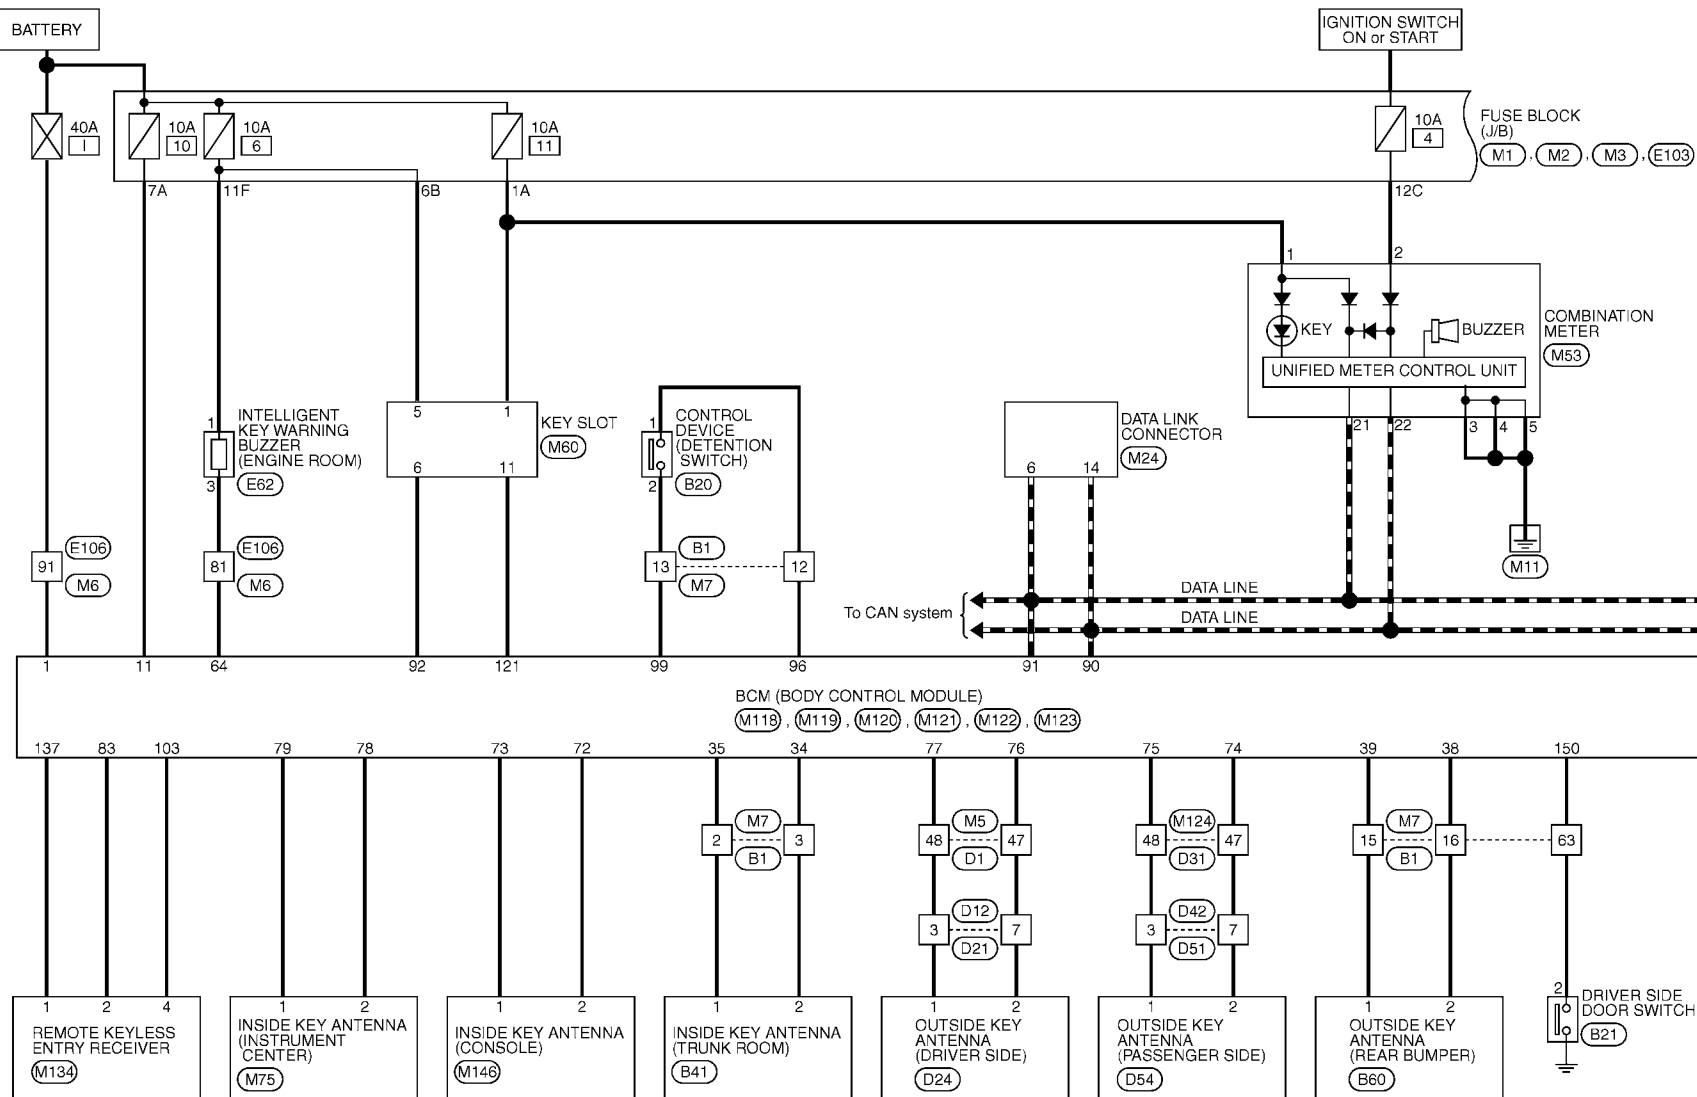 BATTERY
IGNITION SWITCH
ON or START
40A
I
10A
10
10A
6
10A
11
10A
4
FUSE BLOCK
(J/B)
M1 , M2 , M3 , E103
7A
11F
6B
1A
12C
1
2
KEY
BUZZER
UNIFIED METER CONTROL UNIT
COMBINATION
METER
M53
21
22
3
4
5
M11
1
INTELLIGENT
KEY WARNING
BUZZER
(ENGINE ROOM)
E62
3
5
1
6
11
KEY SLOT
M60
1
CONTROL
DEVICE
(DETENTION
SWITCH)
B20
2
6
14
DATA LINK
CONNECTOR
M24
91
E106
M6
81
E106
M6
13
B1
M7
12
To CAN system
DATA LINE
DATA LINE
1
11
64
92
121
99
96
91
90
BCM (BODY CONTROL MODULE)
M118 , M119 , M120 , M121 , M122 , M123
137
83
103
79
78
73
72
35
34
77
76
75
74
39
38
150
2
M7
B1
3
48
M5
D1
47
48
M124
D31
47
15
M7
B1
16
63
3
D12
D21
7
3
D42
D51
7
1
2
4
REMOTE KEYLESS
ENTRY RECEIVER
M134
1
2
INSIDE KEY ANTENNA
(INSTRUMENT
CENTER)
M75
1
2
INSIDE KEY ANTENNA
(CONSOLE)
M146
1
2
INSIDE KEY ANTENNA
(TRUNK ROOM)
B41
1
2
OUTSIDE KEY
ANTENNA
(DRIVER SIDE)
D24
1
2
OUTSIDE KEY
ANTENNA
(PASSENGER SIDE)
D54
1
2
OUTSIDE KEY
ANTENNA
(REAR BUMPER)
B60
2
DRIVER SIDE
DOOR SWITCH
B21